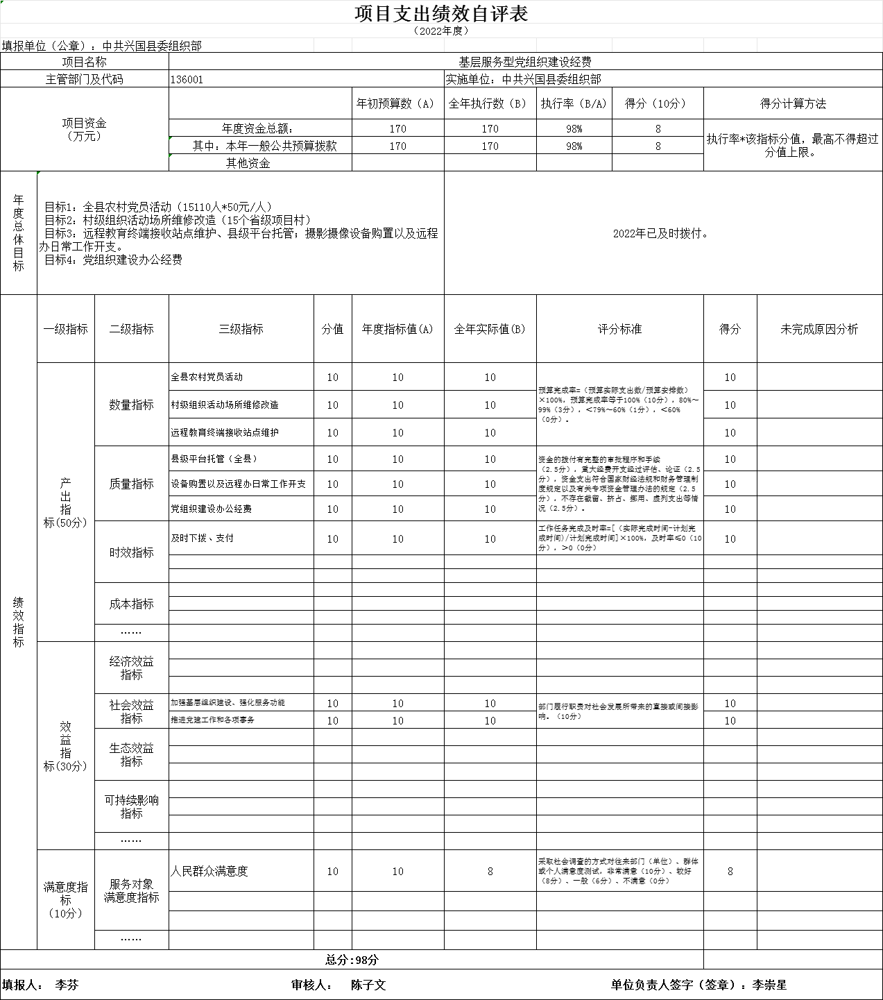 项目支出绩效自评表
（2022年度）
填报单位（公章）：中共兴国县委组织部
项目名称 基层服务型党组织建设经费
主管部门及代码 136001 实施单位：中共兴国县委组织部
项目资金
（万元）
年初预算数（A） 全年执行数（B） 执行率（B/A） 得分（10分） 得分计算方法
年度资金总额： 170 170 98% 8
其中：本年一般公共预算拨款 170 170 98% 8
其他资金
执行率*该指标分值，最高不得超过
分值上限。
年
度
总
体
目
标
目标1：全县农村党员活动（15110人*50元/人）
目标2：村级组织活动场所维修改造（15个省级项目村）
目标3：远程教育终端接收站点维护、县级平台托管；摄影摄像设备购置以及远程
办日常工作开支。
目标4：党组织建设办公经费
2022年已及时拨付。
绩
效
指
标
一级指标 二级指标 三级指标 分值 年度指标值(A) 全年实际值(B) 评分标准 得分 未完成原因分析
产
出
指
标(50分)
数量指标
全县农村党员活动 10 10 10 10
村级组织活动场所维修改造 10 10 10 10
远程教育终端接收站点维护 10 10 10 10
预算完成率=（预算实际支出数/预算安排数）
×100%，预算完成率等于100%（10分），80%～
99%（3分），＜79%～60%（1分），＜60%
（0分）。
质量指标
县级平台托管（全县） 10 10 10 10
设备购置以及远程办日常工作开支 10 10 10 10
党组织建设办公经费 10 10 10 10
资金的拨付有完整的审批程序和手续
（2.5分），重大经费开支经过评估、论证（2.5
分），资金支出符合国家财经法规和财务管理制
度规定以及有关专项资金管理办法的规定（2.5
分），不存在截留、挤占、挪用、虚列支出等情
况（2.5分）。
时效指标
及时下拨、支付 10 10 10 10
工作任务完成及时率=[（实际完成时间-计划完
成时间)/计划完成时间]×100%，及时率≤0（10
分），＞0（0分）
成本指标
……
效
益
指
标(30分)
经济效益
指标
社会效益
指标
加强基层组织建设、强化服务功能 10 10 10 10
推进党建工作和各项事务 10 10 10 10
部门履行职责对社会发展所带来的直接或间接影
响。（10分）
生态效益
指标
可持续影响
指标
……
满意度指
标
（10分）
服务对象
满意度指标
人民群众满意度 10 10 8 8
采取社会调查的方式对往来部门（单位）、群体
或个人满意度测试，非常满意（10分）、较好
（8分）、一般（6分）、不满意（0分）
……
总分:98分
填报人： 李芬 审核人： 陈子文 单位负责人签字（签章）：李崇星